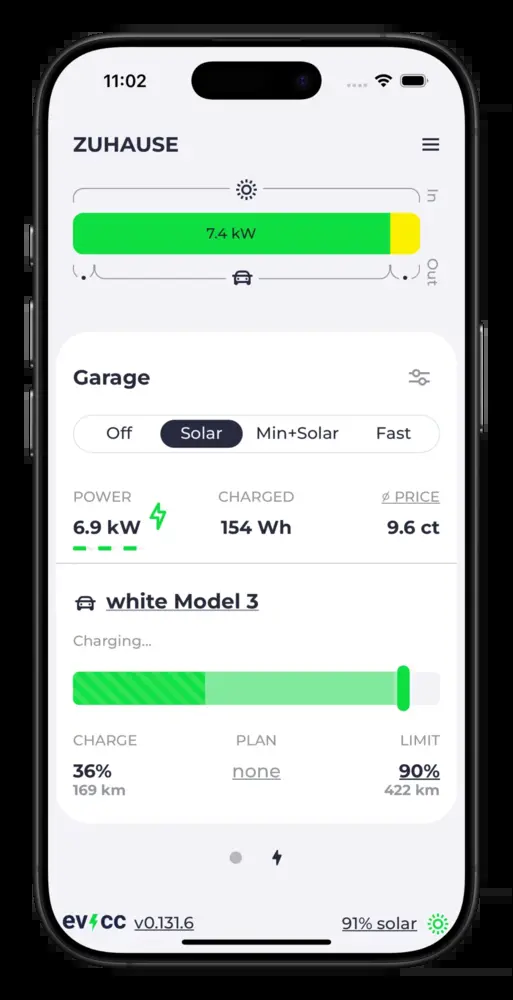 11:02
ZUHAUSE
In
7.4 kW
Out
Garage
Off Solar Min+Solar Fast
POWER CHARGED ⌀ PRICE
6.9 kW 154 Wh 9.6 ct
white Model 3
Charging...
CHARGE PLAN LIMIT
36% none 90%
169 km 422 km
evcc v0.131.6 91% solar